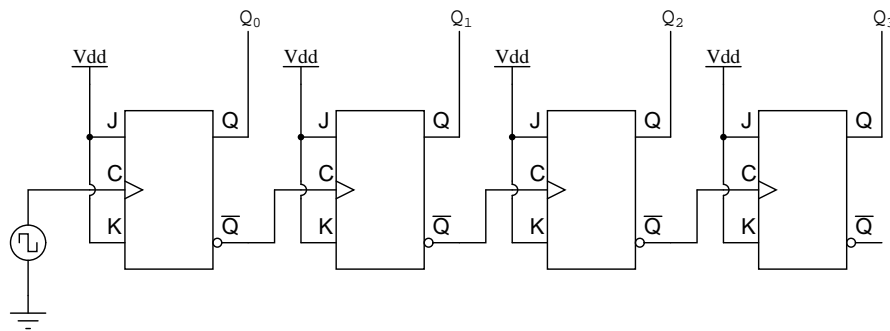 Q₀ Q₁ Q₂ Q₃
Vdd Vdd Vdd Vdd
J Q J Q J Q J Q
C C C C
K Q̅ K Q̅ K Q̅ K Q̅